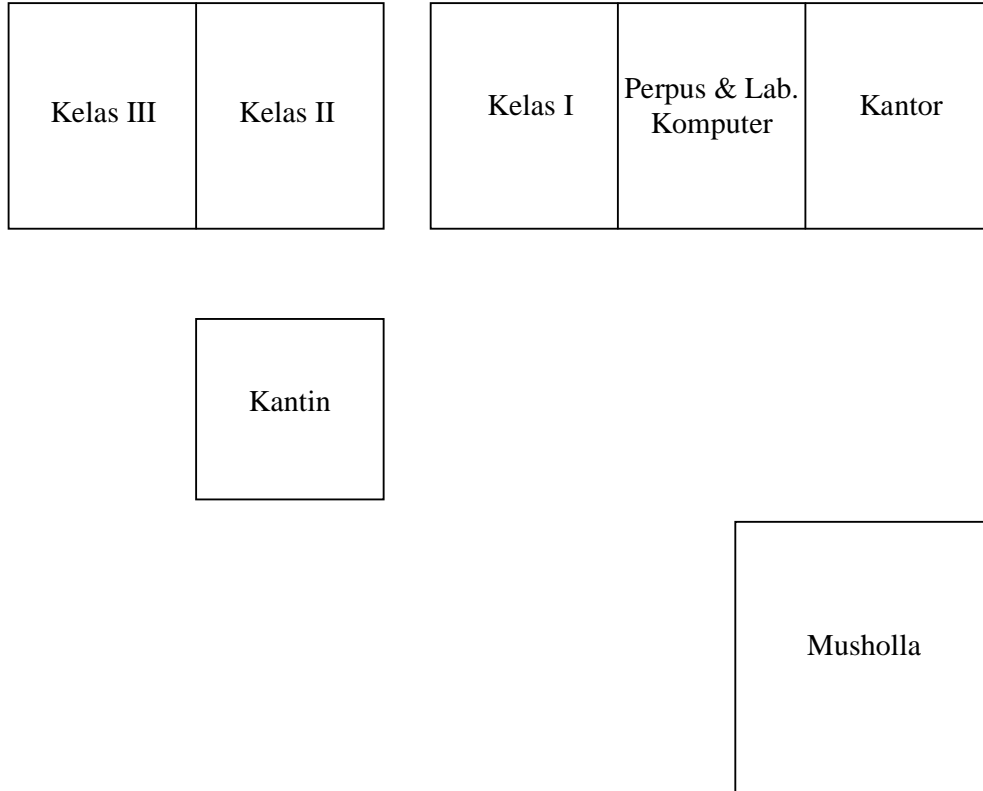 Kelas III
Kelas II
Kelas I
Perpus & Lab.
Komputer
Kantor
Kantin
Musholla